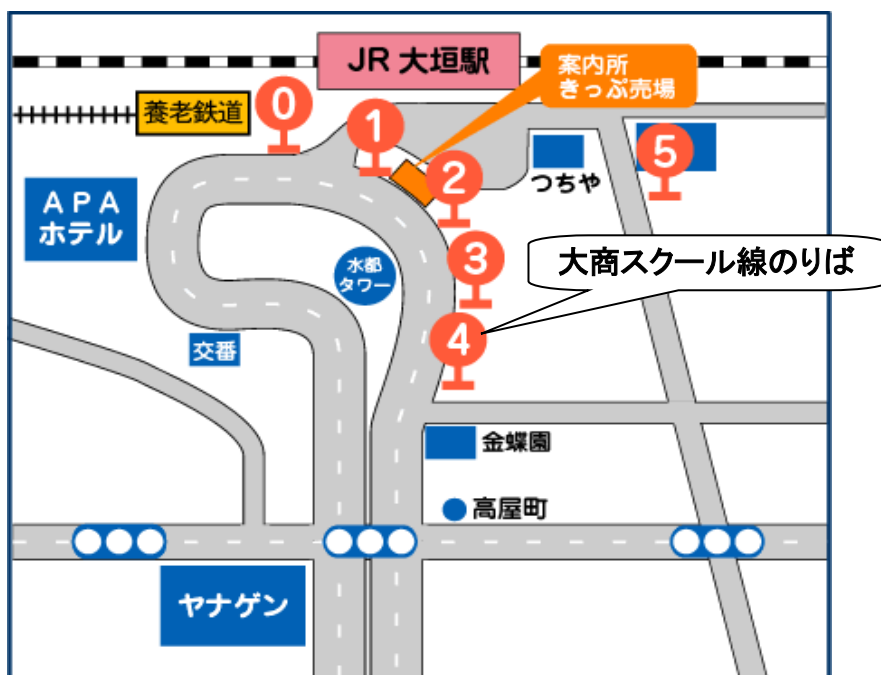 JR 大垣駅
案内所
きっぷ売場
養老鉄道
0
1
2
5
つちや
APA
ホテル
水都
タワー
3
大商スクール線のりば
4
交番
金蝶園
高屋町
ヤナゲン